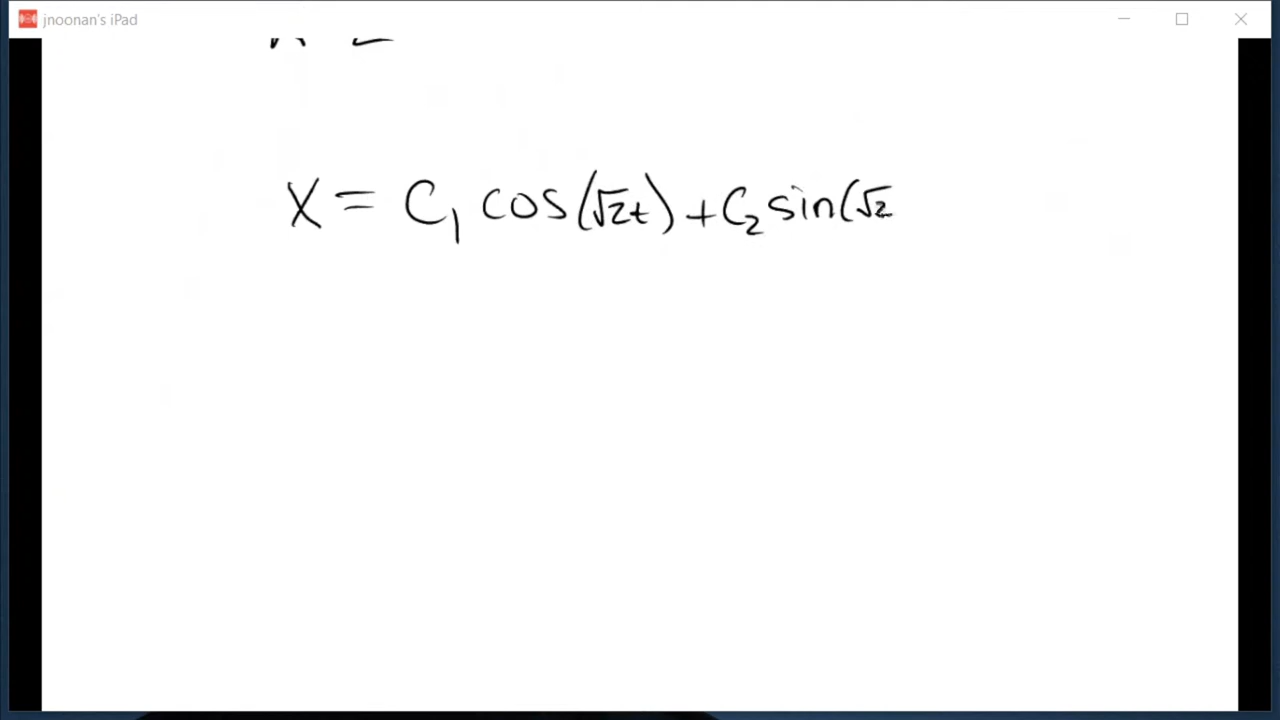 jnoonan's iPad
X = C₁ cos(√2t) + C₂ sin(√2